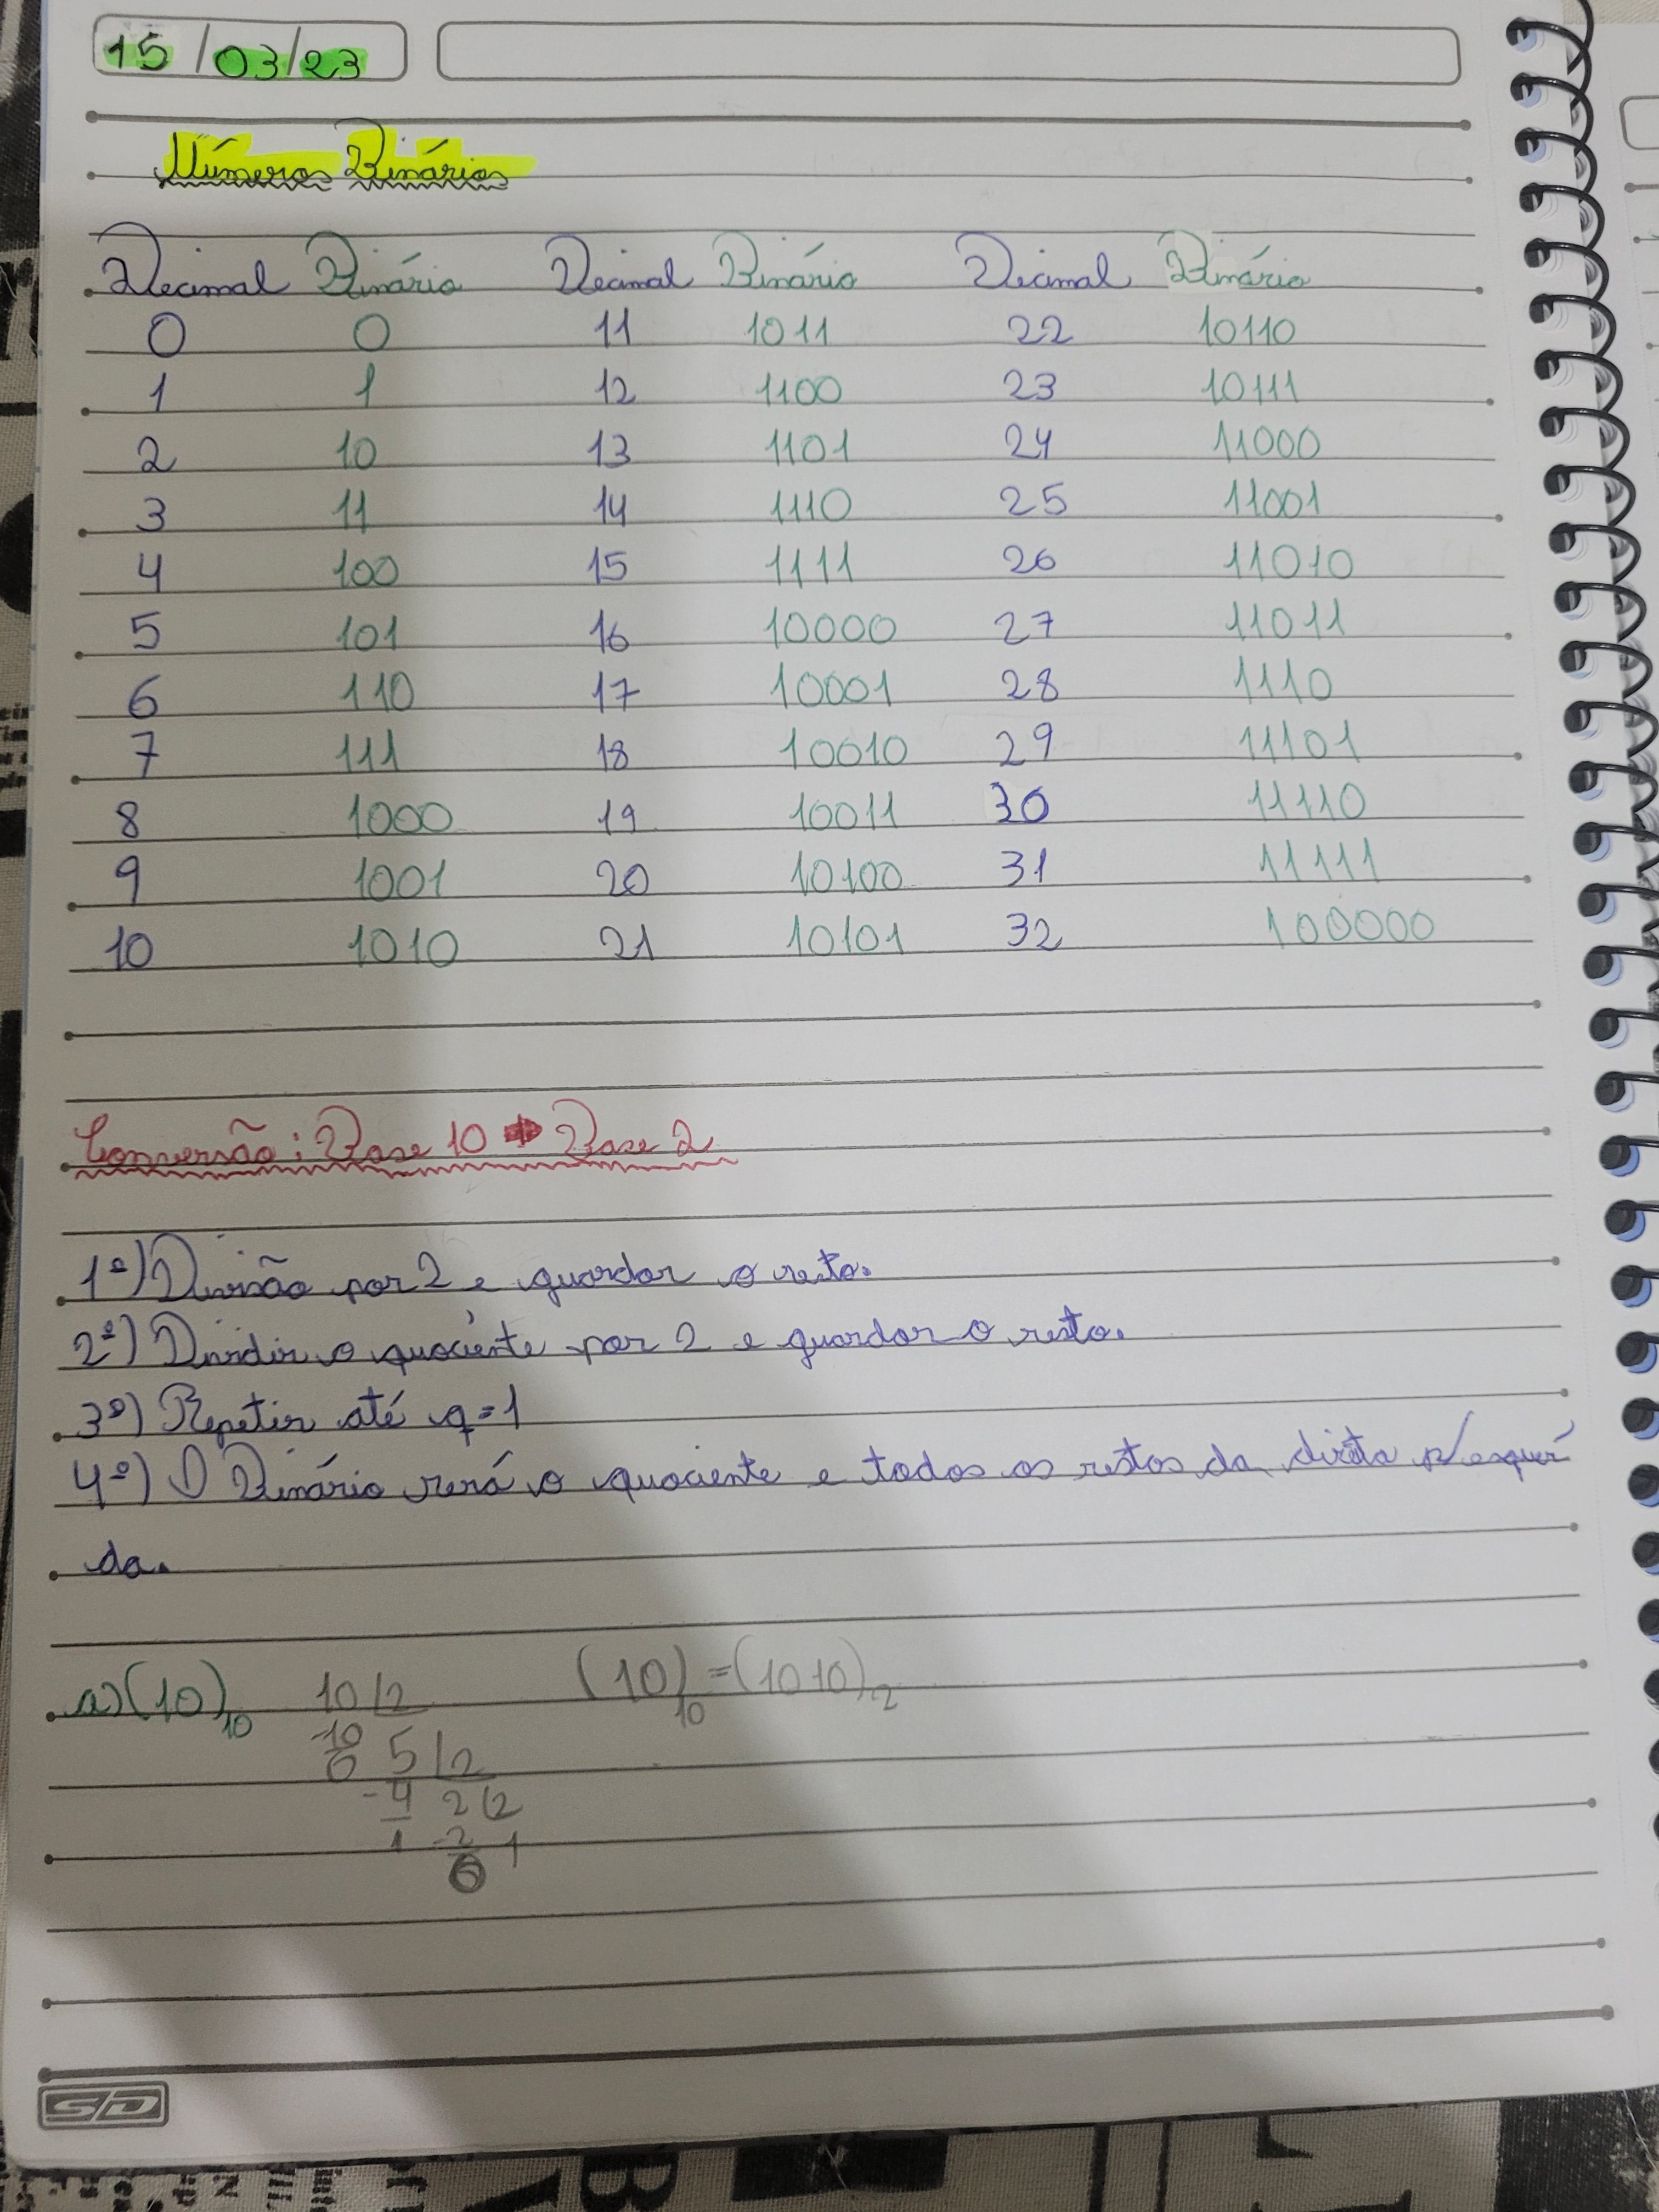 15/03/23
Números Binários
Decimal Binário Decimal Binário Decimal Binário
0 0 11 1011 22 10110
1 1 12 1100 23 10111
2 10 13 1101 24 11000
3 11 14 1110 25 11001
4 100 15 1111 26 11010
5 101 16 10000 27 11011
6 110 17 10001 28 1110
7 111 18 10010 29 11101
8 1000 19 10011 30 11110
9 1001 20 10100 31 11111
10 1010 21 10101 32 100000
Conversão: Base 10 → Base 2
1º) Divisão por 2 e guardar o resto.
2º) Dividir o quociente por 2 e guardar o resto.
3º) Repetir até q=1
4º) O Binário será o quociente e todos os restos da direta p/ esquer
da.
a) (10)10 10 |2 (10)10 = (1010)2
-10
0 5 |2
-4 2 |2
1 -2 1
0
SD